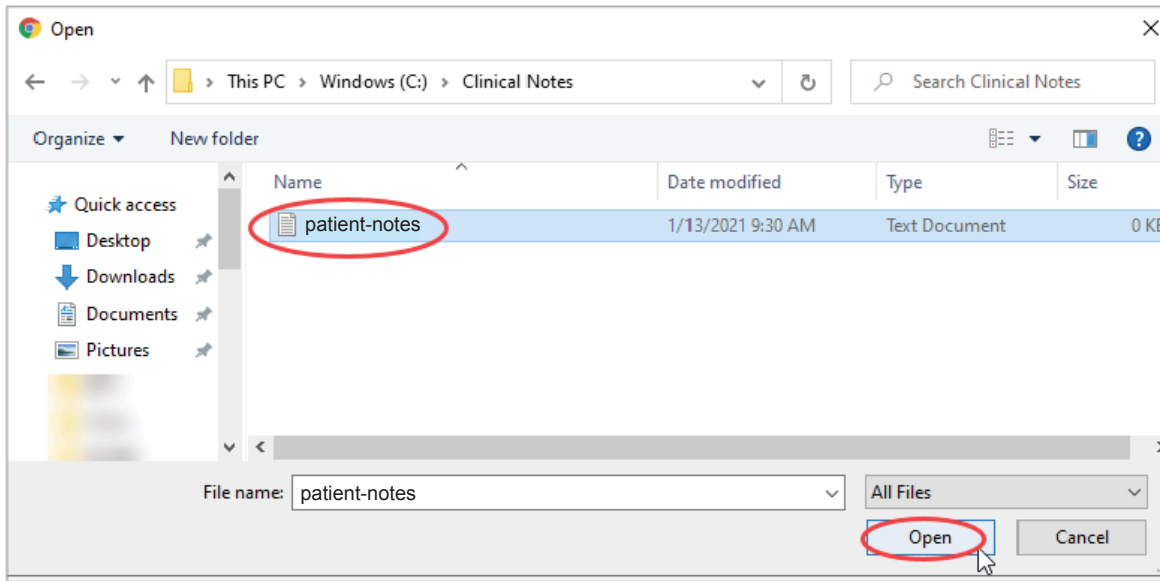 Open
This PC > Windows (C:) > Clinical Notes
Search Clinical Notes
Organize
New folder
Name
Date modified
Type
Size
Quick access
patient-notes
1/13/2021 9:30 AM
Text Document
0 KB
Desktop
Downloads
Documents
Pictures
File name:
patient-notes
All Files
Open
Cancel